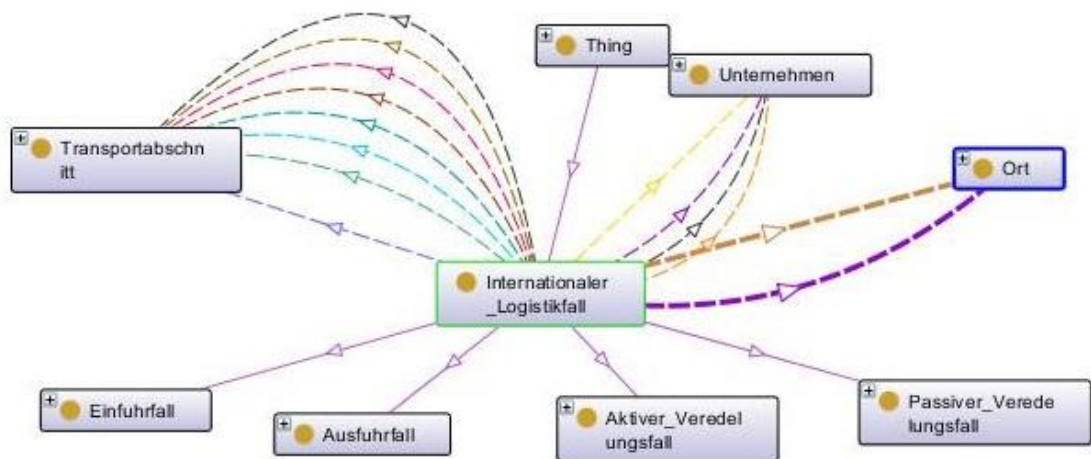 Thing
Unternehmen
Transportabschn
itt
Ort
Internationaler
_Logistikfall
Einfuhrfall
Ausfuhrfall
Aktiver_Veredel
ungsfall
Passiver_Verede
lungsfall